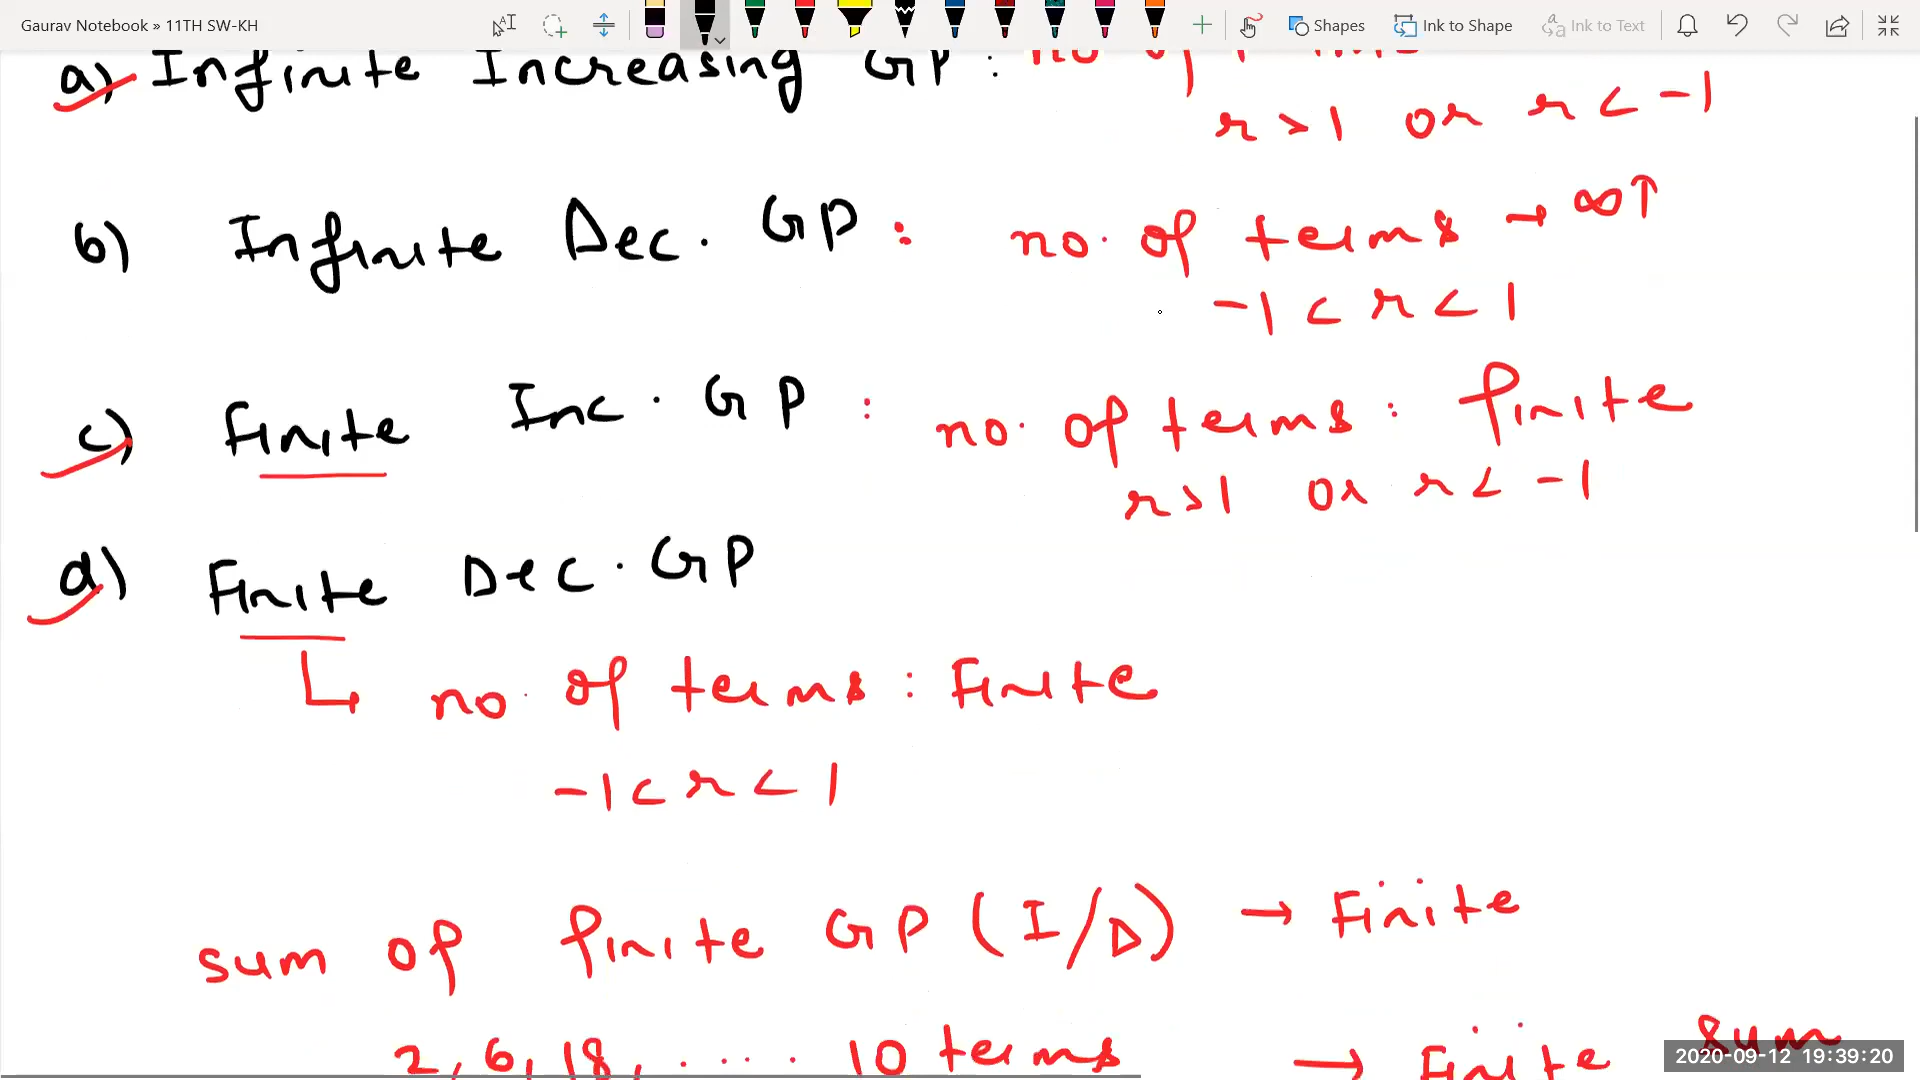 Gaurav Notebook » 11TH SW-KH
Shapes Ink to Shape Ink to Text
a) Infinite Increasing GP : no of
r > 1 or r < -1
b) Infinite Dec. GP : no. of terms → ∞↑
-1 < r < 1
c) Finite Inc. GP : no. of terms : finite
r > 1 or r < -1
d) Finite Dec. GP
↳ no. of terms : Finite
-1 < r < 1
sum of finite GP (I/D) → Finite
2, 6, 18, ..... 10 terms → Finite sum
2020-09-12 19:39:20